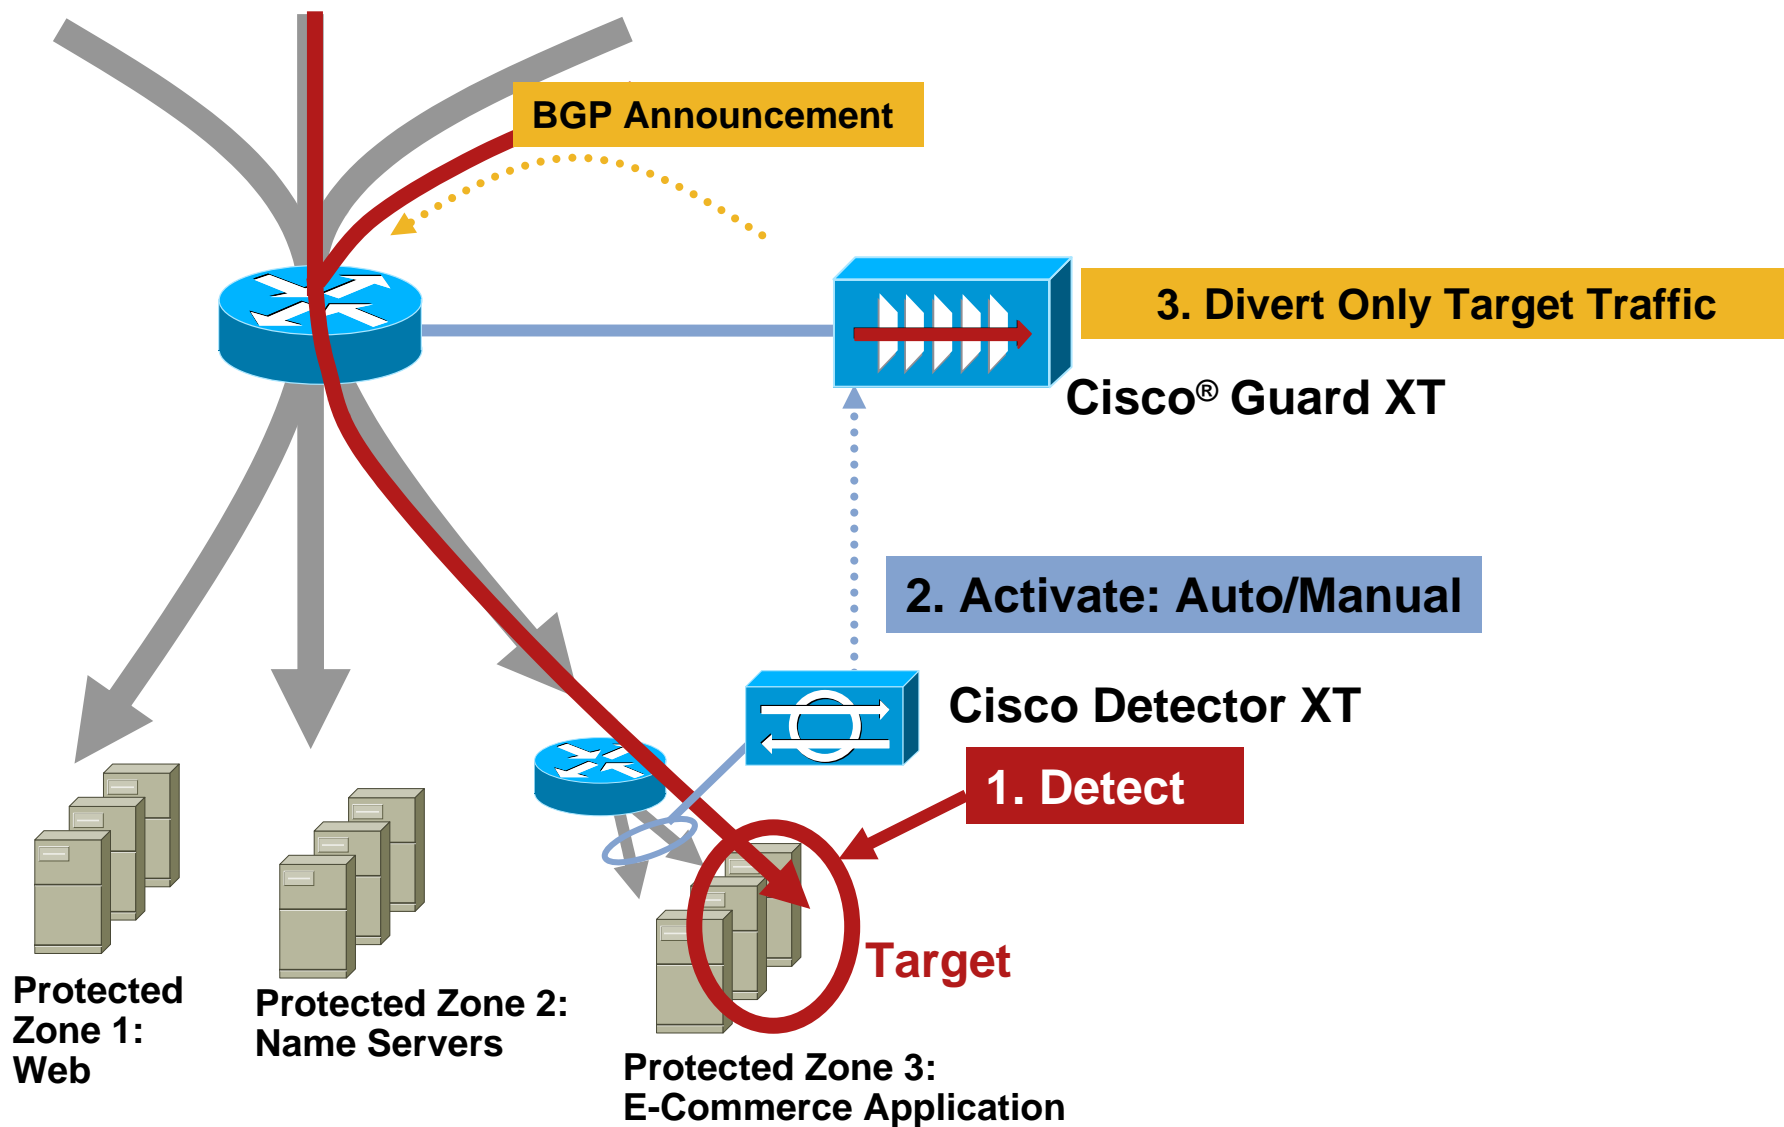 BGP Announcement
3. Divert Only Target Traffic
Cisco® Guard XT
2. Activate: Auto/Manual
Cisco Detector XT
1. Detect
Target
Protected
Zone 1:
Web
Protected Zone 2:
Name Servers
Protected Zone 3:
E-Commerce Application